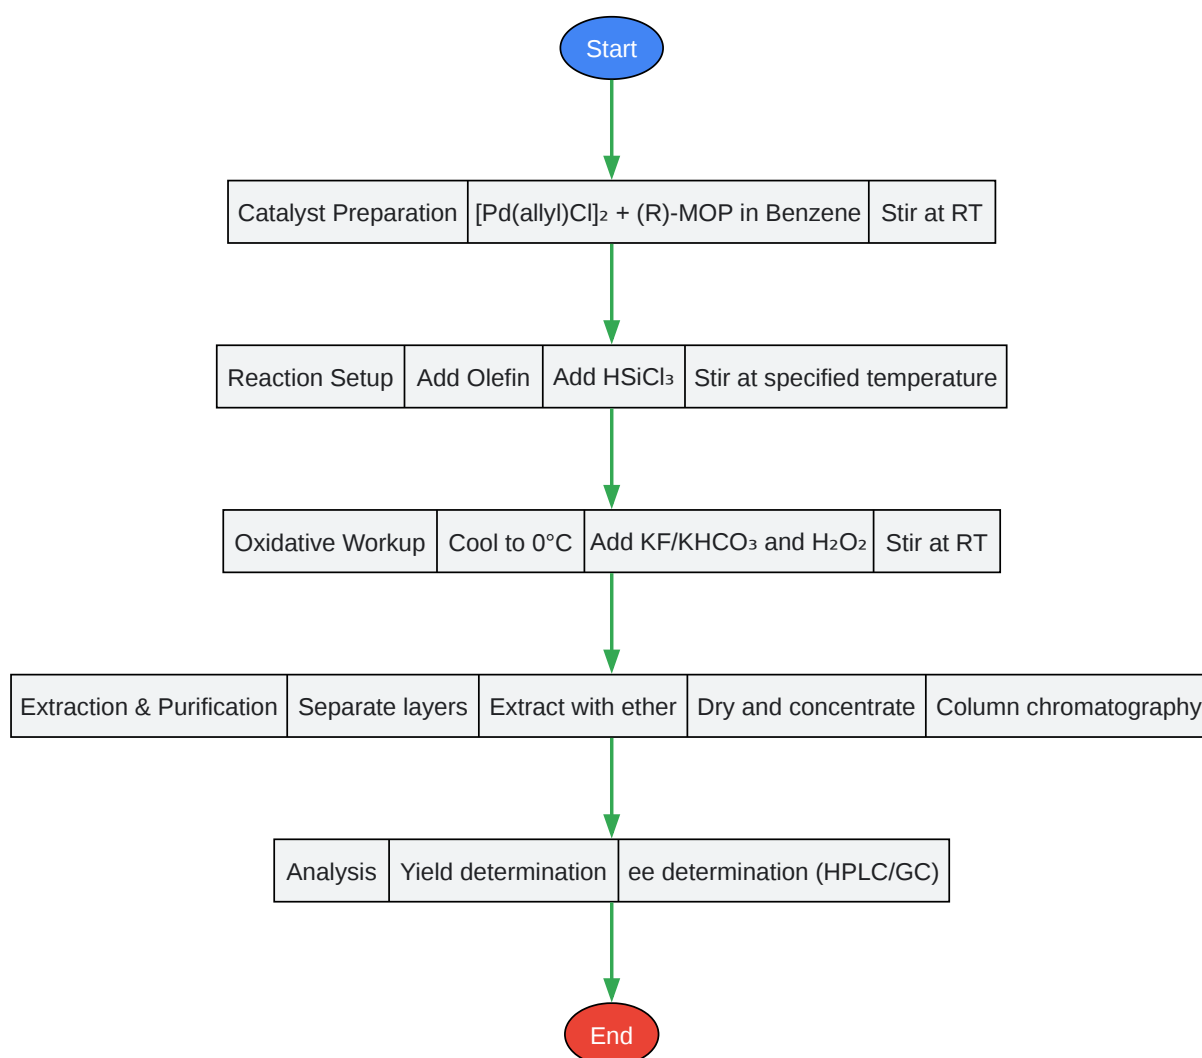 Start
Catalyst Preparation [Pd(allyl)Cl]₂ + (R)-MOP in Benzene Stir at RT
Reaction Setup Add Olefin Add HSiCl₃ Stir at specified temperature
Oxidative Workup Cool to 0°C Add KF/KHCO₃ and H₂O₂ Stir at RT
Extraction & Purification Separate layers Extract with ether Dry and concentrate Column chromatography
Analysis Yield determination ee determination (HPLC/GC)
End